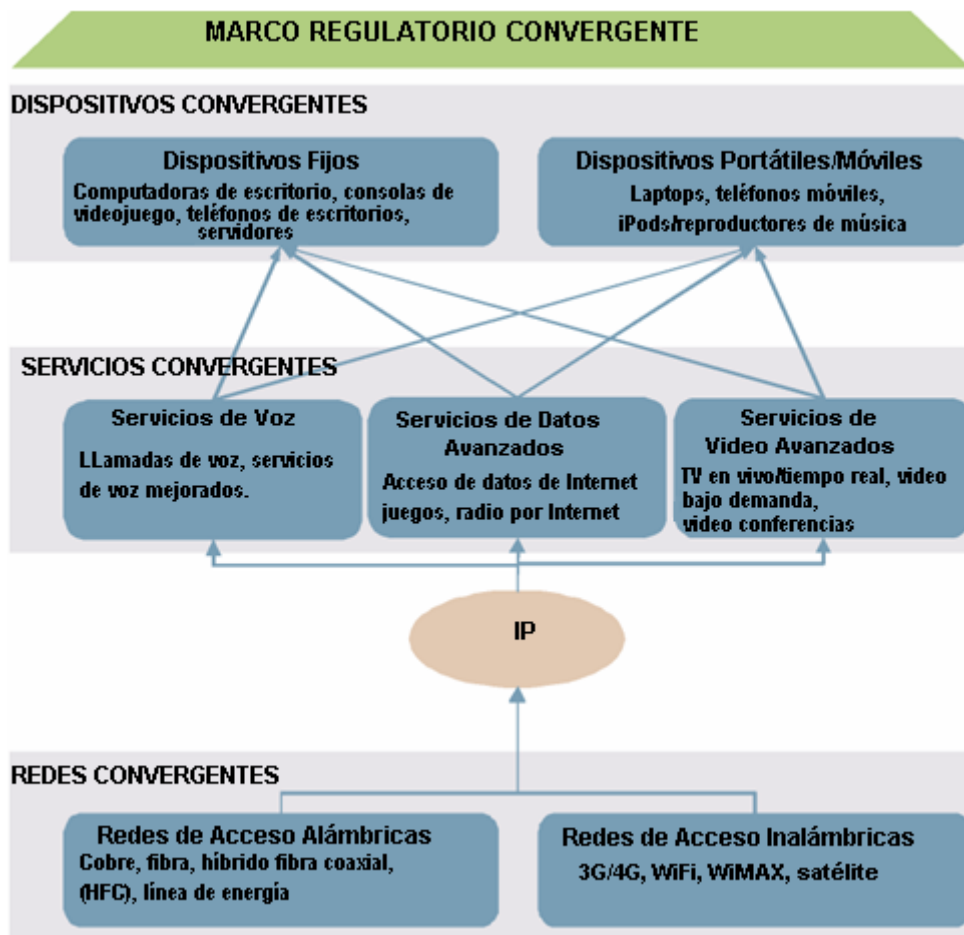 MARCO REGULATORIO CONVERGENTE
DISPOSITIVOS CONVERGENTES
Dispositivos Fijos
Computadoras de escritorio, consolas de
videojuego, teléfonos de escritorios,
servidores
Dispositivos Portátiles/Móviles
Laptops, teléfonos móviles,
iPods/reproductores de música
SERVICIOS CONVERGENTES
Servicios de Voz
LLamadas de voz, servicios
de voz mejorados.
Servicios de Datos
Avanzados
Acceso de datos de Internet
juegos, radio por Internet
Servicios de
Video Avanzados
TV en vivo/tiempo real, video
bajo demanda,
video conferencias
IP
REDES CONVERGENTES
Redes de Acceso Alámbricas
Cobre, fibra, híbrido fibra coaxial,
(HFC), línea de energía
Redes de Acceso Inalámbricas
3G/4G, WiFi, WiMAX, satélite